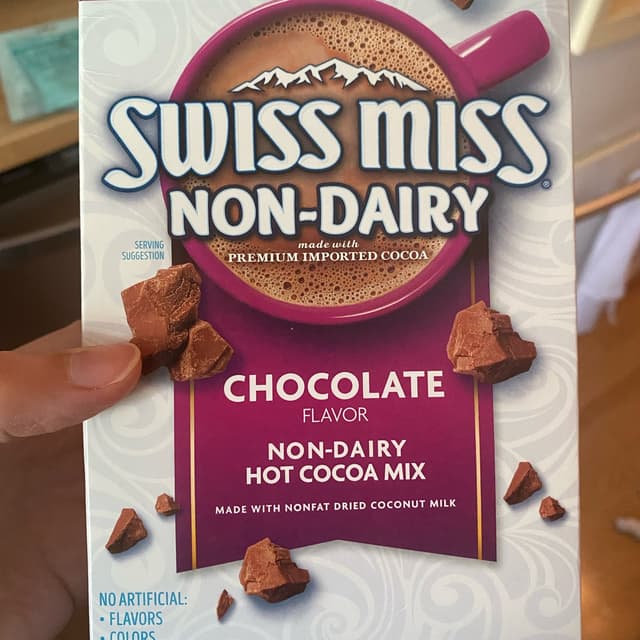 SWISS MISS
®
NON-DAIRY
made with
PREMIUM IMPORTED COCOA
SERVING
SUGGESTION
CHOCOLATE
FLAVOR
NON-DAIRY
HOT COCOA MIX
MADE WITH NONFAT DRIED COCONUT MILK
NO ARTIFICIAL:
• FLAVORS
• COLORS